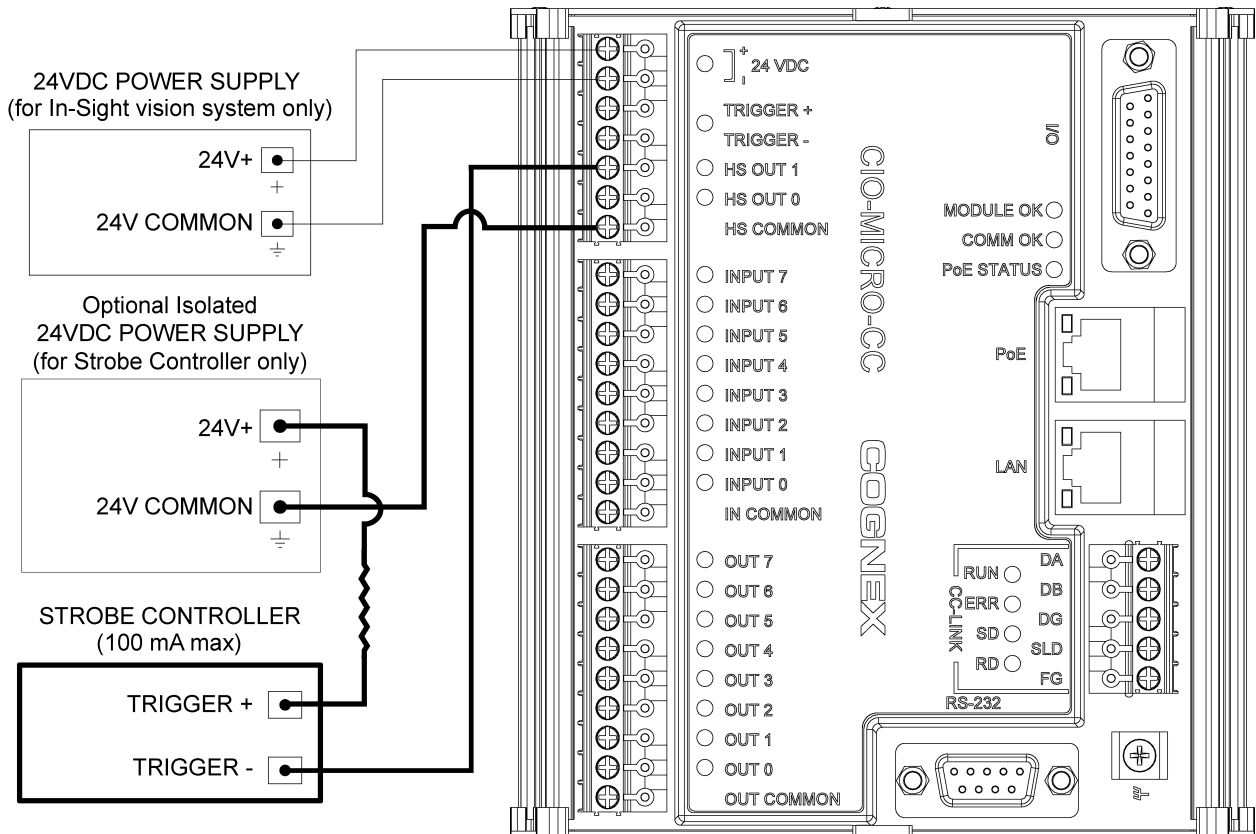 24VDC POWER SUPPLY
(for In-Sight vision system only)
24V+
+
24V COMMON
Optional Isolated
24VDC POWER SUPPLY
(for Strobe Controller only)
24V+
+
24V COMMON
STROBE CONTROLLER
(100 mA max)
TRIGGER +
TRIGGER -
+
24 VDC
-
TRIGGER +
TRIGGER -
HS OUT 1
HS OUT 0
HS COMMON
INPUT 7
INPUT 6
INPUT 5
INPUT 4
INPUT 3
INPUT 2
INPUT 1
INPUT 0
IN COMMON
OUT 7
OUT 6
OUT 5
OUT 4
OUT 3
OUT 2
OUT 1
OUT 0
OUT COMMON
CIO-MICRO-CC
COGNEX
I/O
MODULE OK
COMM OK
PoE STATUS
PoE
LAN
CC-LINK
RUN
ERR
SD
RD
DA
DB
DG
SLD
FG
RS-232